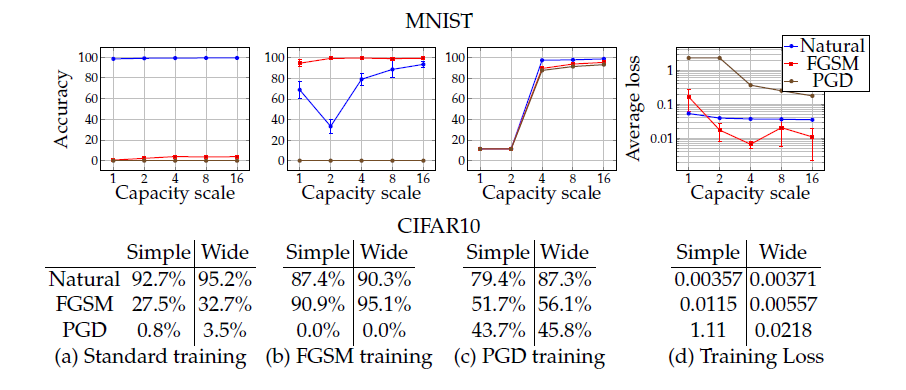 MNIST
Accuracy
100
80
60
40
20
0
1 2 4 8 16
Capacity scale
100
80
60
40
20
0
1 2 4 8 16
Capacity scale
100
80
60
40
20
0
1 2 4 8 16
Capacity scale
Average loss
1
0.1
0.01
1 2 4 8 16
Capacity scale
Natural
FGSM
PGD
CIFAR10
Simple Wide Simple Wide Simple Wide Simple Wide
Natural 92.7% 95.2% 87.4% 90.3% 79.4% 87.3% 0.00357 0.00371
FGSM 27.5% 32.7% 90.9% 95.1% 51.7% 56.1% 0.0115 0.00557
PGD 0.8% 3.5% 0.0% 0.0% 43.7% 45.8% 1.11 0.0218
(a) Standard training (b) FGSM training (c) PGD training (d) Training Loss